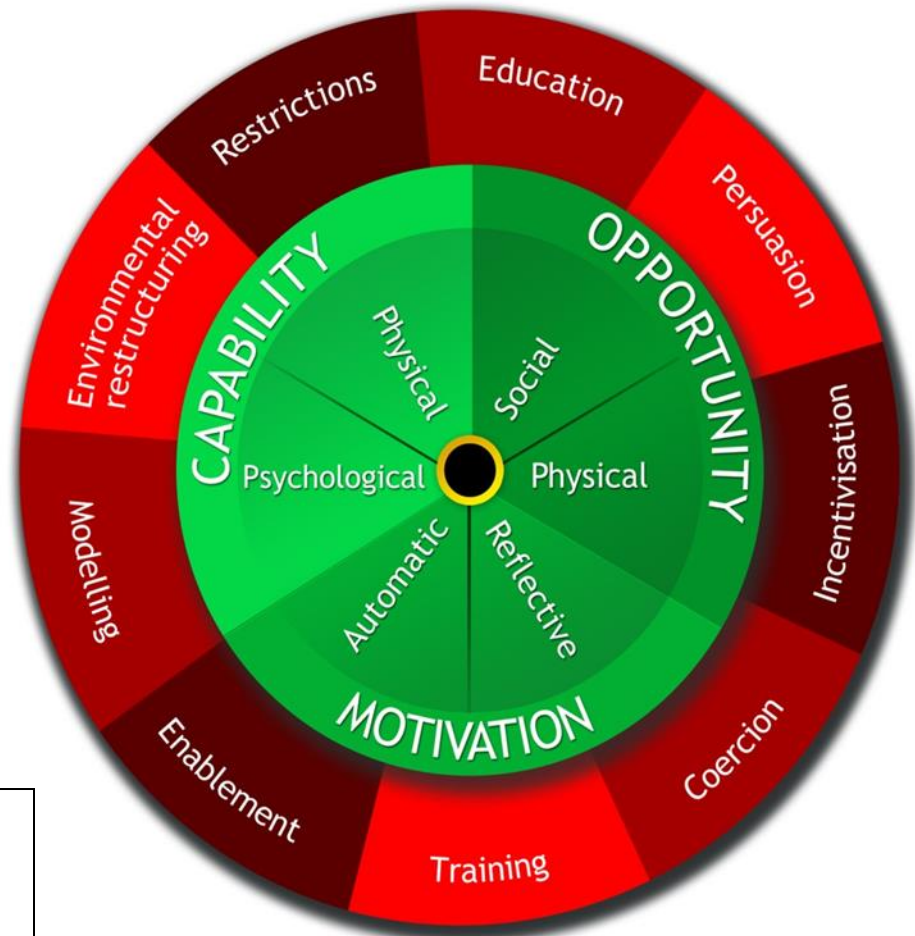 Education
Persuasion
Incentivisation
Coercion
Training
Enablement
Modelling
Environmental
restructuring
Restrictions
CAPABILITY
OPPORTUNITY
MOTIVATION
Physical
Social
Psychological
Physical
Automatic
Reflective